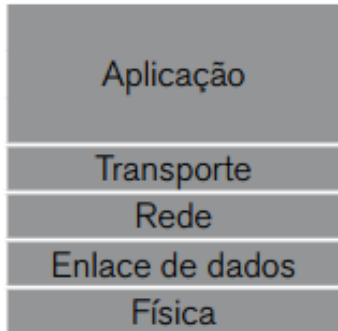 Aplicação
Transporte
Rede
Enlace de dados
Física